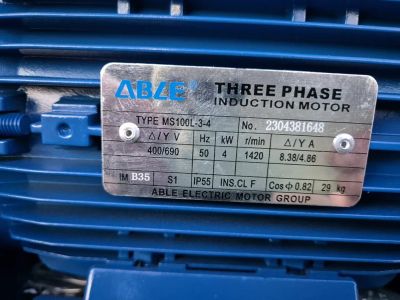 ABLE THREE PHASE
INDUCTION MOTOR
TYPE MS100L-3-4 No. 2304381648
△/Y V Hz kW r/min △/Y A
400/690 50 4 1420 8.38/4.86
IM B35 S1 IP55 INS.CL F Cos Φ 0.82 29 kg
ABLE ELECTRIC MOTOR GROUP